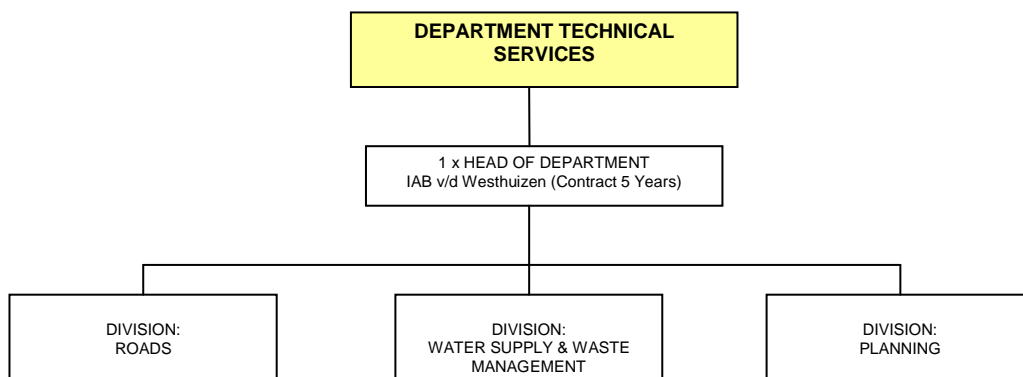 DEPARTMENT TECHNICAL
SERVICES
1 x HEAD OF DEPARTMENT
IAB v/d Westhuizen (Contract 5 Years)
DIVISION:
ROADS
DIVISION:
WATER SUPPLY & WASTE
MANAGEMENT
DIVISION:
PLANNING